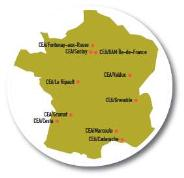 CEA/Fontenay-aux-Roses
CEA/Saclay
CEA/DAM Île-de-France
CEA/Valduc
CEA/Le Ripault
CEA/Grenoble
CEA/Gramat
CEA/Cesta
CEA/Marcoule
CEA/Cadarache